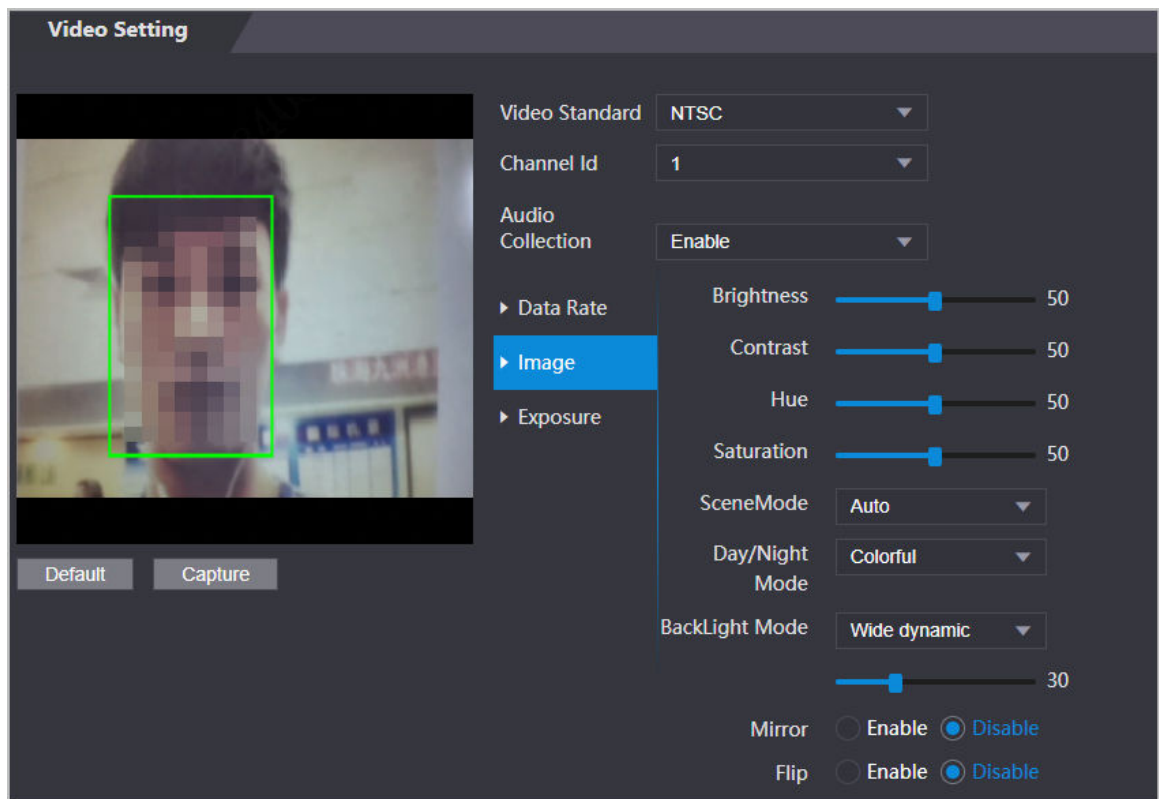 Video Setting
Video Standard NTSC
Channel Id 1
Audio
Collection Enable
Data Rate
Image
Exposure
Brightness 50
Contrast 50
Hue 50
Saturation 50
SceneMode Auto
Day/Night
Mode Colorful
BackLight Mode Wide dynamic
30
Mirror Enable Disable
Flip Enable Disable
Default Capture